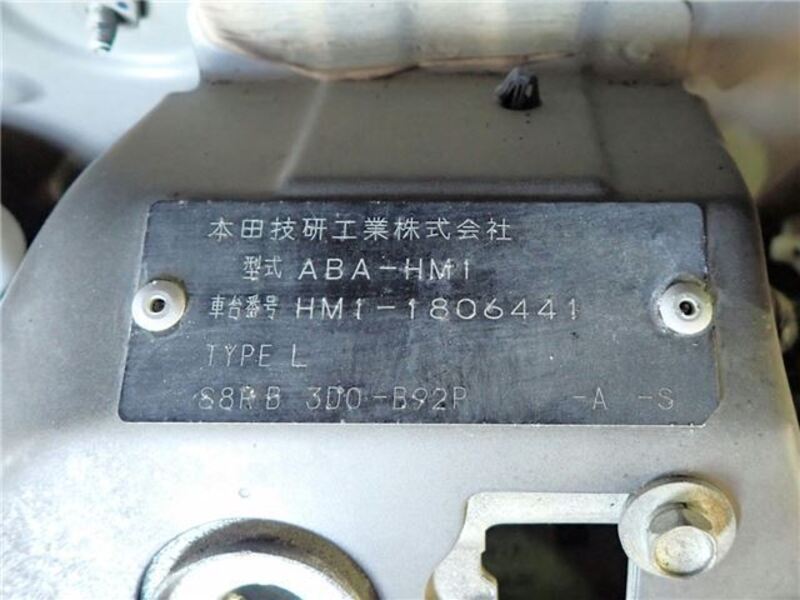 本田技研工業株式会社
型式 ABA-HM1
車台番号 HM1-1806441
TYPE L
S8RB 3D0-B92P -A -S